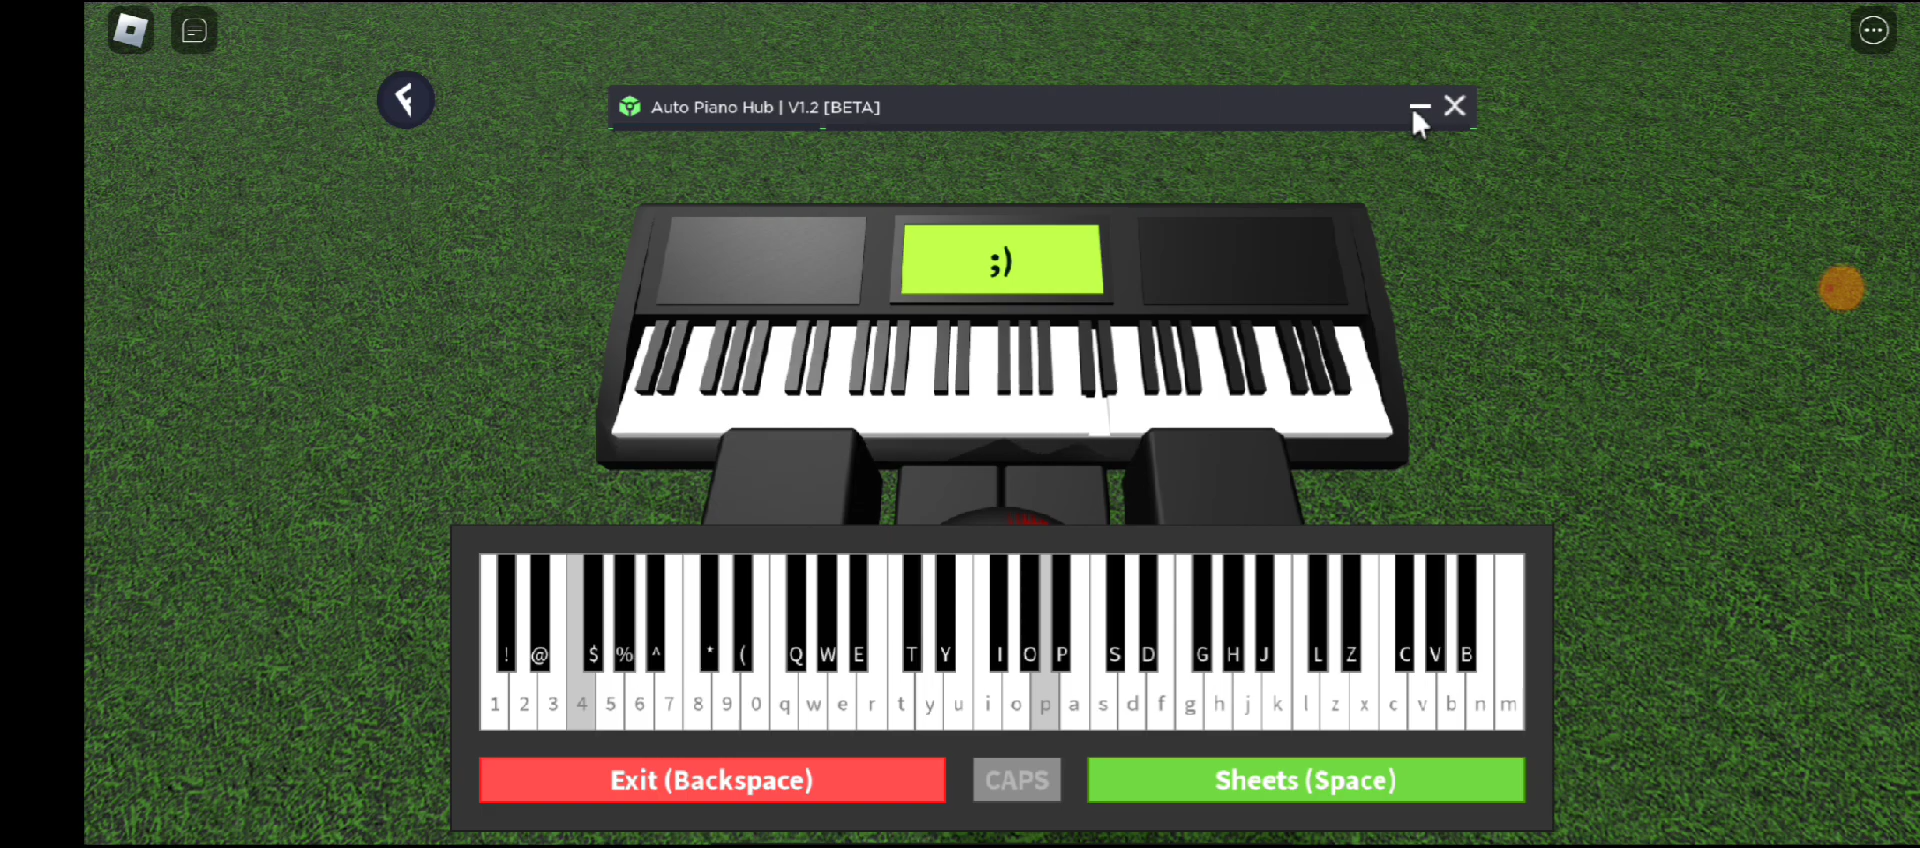 Auto Piano Hub | V1.2 [BETA]
;)
! @ $ % ^ * ( Q W E T Y I O P S D G H J L Z C V B
1 2 3 4 5 6 7 8 9 0 q w e r t y u i o p a s d f g h j k l z x c v b n m
Exit (Backspace) CAPS Sheets (Space)